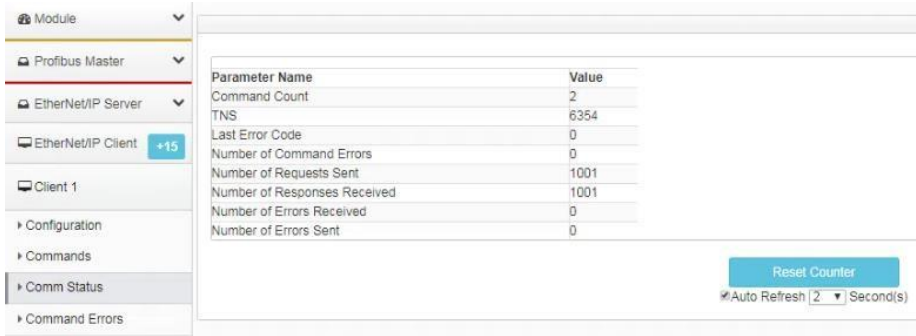 Module
Profibus Master
EtherNet/IP Server
EtherNet/IP Client +15
Client 1
Configuration
Commands
Comm Status
Command Errors
Parameter Name Value
Command Count 2
TNS 6354
Last Error Code 0
Number of Command Errors 0
Number of Requests Sent 1001
Number of Responses Received 1001
Number of Errors Received 0
Number of Errors Sent 0
Reset Counter
Auto Refresh 2 Second(s)